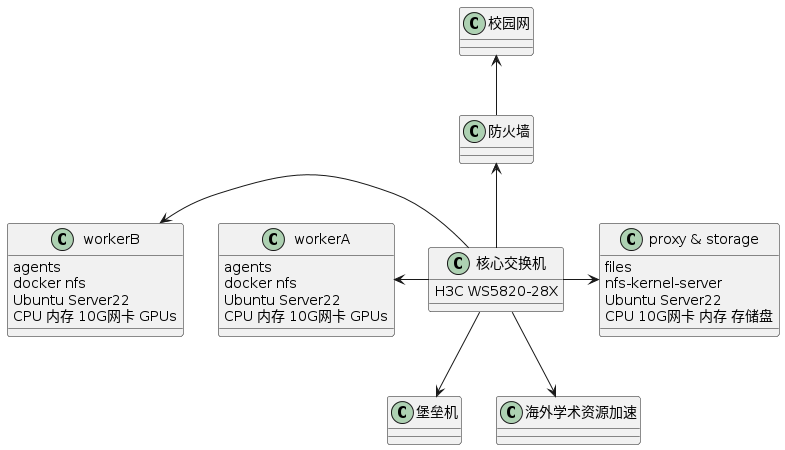 C 校园网
C 防火墙
C workerB
agents
docker nfs
Ubuntu Server22
CPU 内存 10G网卡 GPUs
C workerA
agents
docker nfs
Ubuntu Server22
CPU 内存 10G网卡 GPUs
C 核心交换机
H3C WS5820-28X
C proxy & storage
files
nfs-kernel-server
Ubuntu Server22
CPU 10G网卡 内存 存储盘
C 堡垒机
C 海外学术资源加速